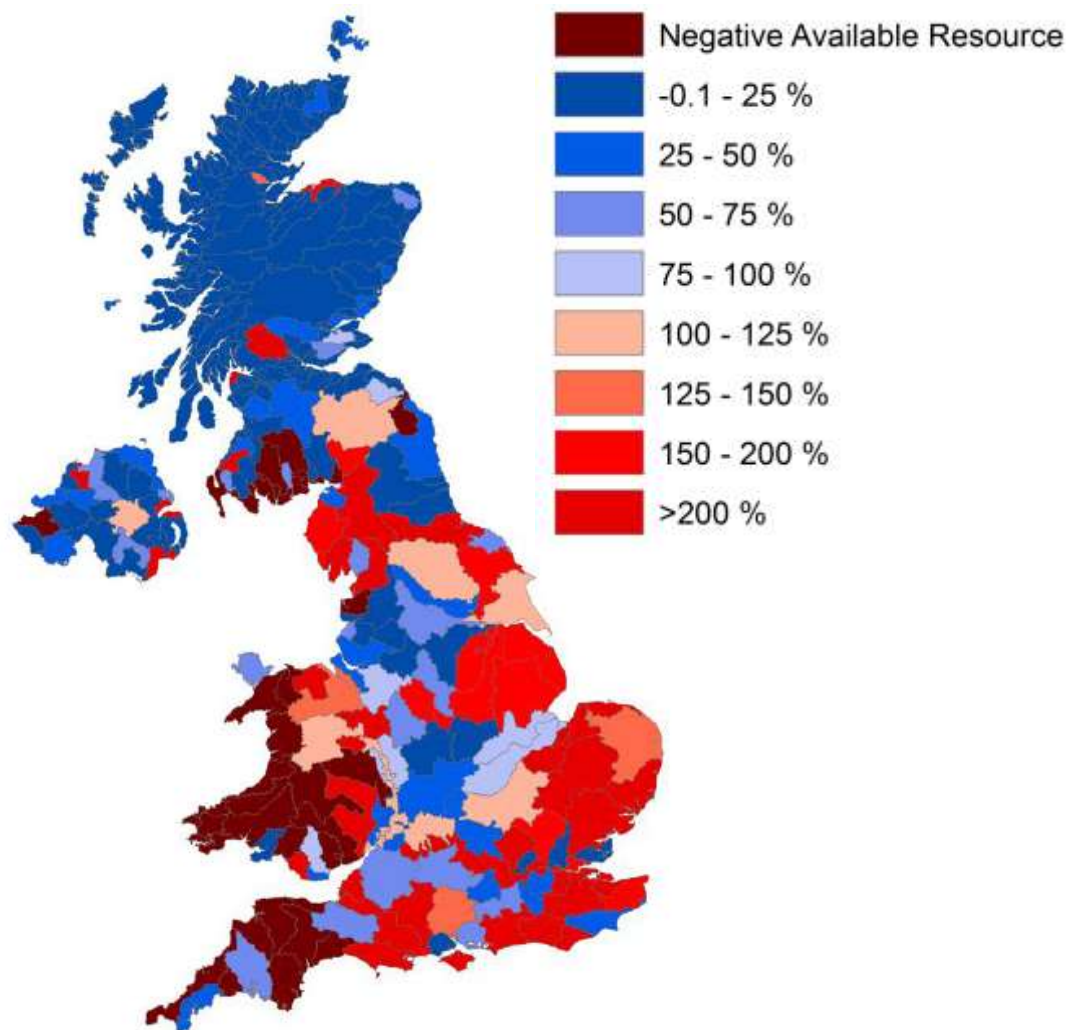 Negative Available Resource
-0.1 - 25 %
25 - 50 %
50 - 75 %
75 - 100 %
100 - 125 %
125 - 150 %
150 - 200 %
>200 %